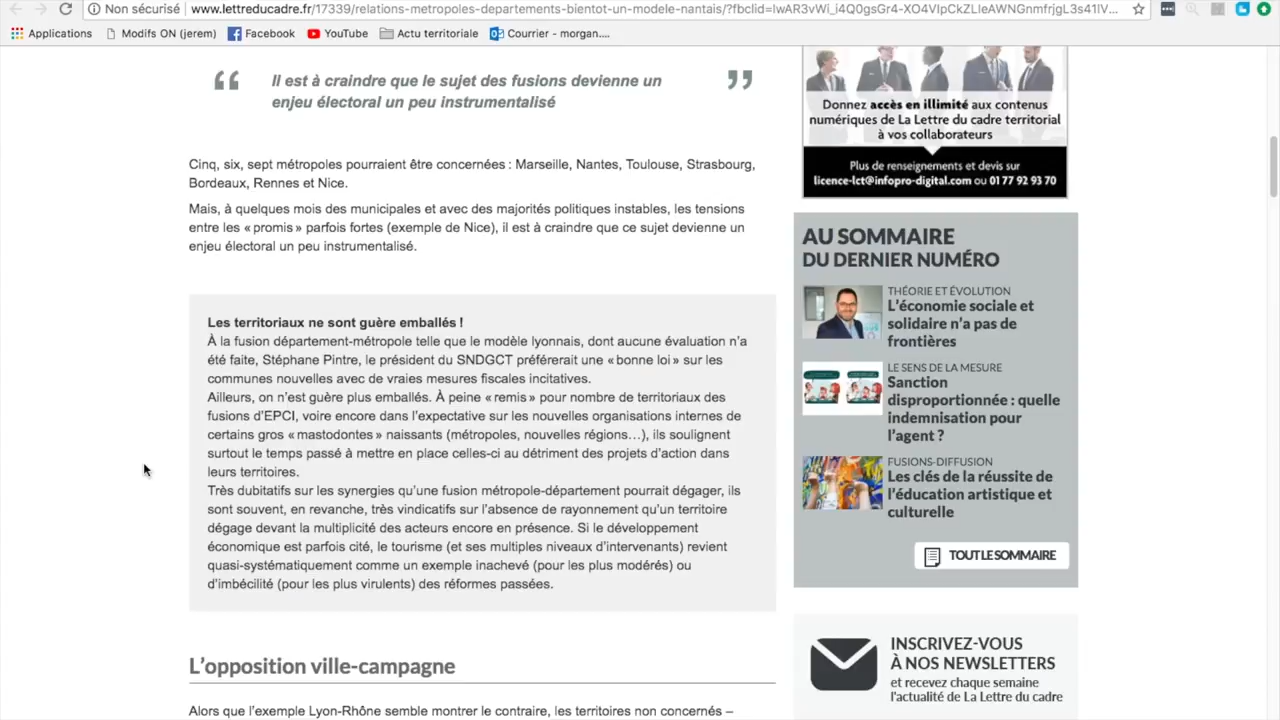 Non sécurisé
www.lettreducadre.fr/17339/relations-metropoles-departements-bientot-un-modele-nantais/?fbclid=IwAR3vWi_i4Q0gsGr4-XO4VIpCkZLIeAWNGnmfrjgL3s41IV...
Applications
Modifs ON (jerem)
Facebook
YouTube
Actu territoriale
Courrier - morgan....
“ Il est à craindre que le sujet des fusions devienne un ”
enjeu électoral un peu instrumentalisé
Cinq, six, sept métropoles pourraient être concernées : Marseille, Nantes, Toulouse, Strasbourg,
Bordeaux, Rennes et Nice.
Mais, à quelques mois des municipales et avec des majorités politiques instables, les tensions
entre les « promis » parfois fortes (exemple de Nice), il est à craindre que ce sujet devienne un
enjeu électoral un peu instrumentalisé.
Les territoriaux ne sont guère emballés !
À la fusion département-métropole telle que le modèle lyonnais, dont aucune évaluation n’a
été faite, Stéphane Pintre, le président du SNDGCT préférerait une « bonne loi » sur les
communes nouvelles avec de vraies mesures fiscales incitatives.
Ailleurs, on n’est guère plus emballés. À peine « remis » pour nombre de territoriaux des
fusions d’EPCI, voire encore dans l’expectative sur les nouvelles organisations internes de
certains gros « mastodontes » naissants (métropoles, nouvelles régions…), ils soulignent
surtout le temps passé à mettre en place celles-ci au détriment des projets d’action dans
leurs territoires.
Très dubitatifs sur les synergies qu’une fusion métropole-département pourrait dégager, ils
sont souvent, en revanche, très vindicatifs sur l’absence de rayonnement qu’un territoire
dégage devant la multiplicité des acteurs encore en présence. Si le développement
économique est parfois cité, le tourisme (et ses multiples niveaux d’intervenants) revient
quasi-systématiquement comme un exemple inachevé (pour les plus modérés) ou
d’imbécilité (pour les plus virulents) des réformes passées.
L’opposition ville-campagne
Alors que l’exemple Lyon-Rhône semble montrer le contraire, les territoires non concernés –
Donnez accès en illimité aux contenus
numériques de La Lettre du cadre territorial
à vos collaborateurs
Plus de renseignements et devis sur
licence-lct@infopro-digital.com ou 01 77 92 93 70
AU SOMMAIRE
DU DERNIER NUMÉRO
THÉORIE ET ÉVOLUTION
L’économie sociale et
solidaire n’a pas de
frontières
LE SENS DE LA MESURE
Sanction
disproportionnée : quelle
indemnisation pour
l’agent ?
FUSIONS-DIFFUSION
Les clés de la réussite de
l’éducation artistique et
culturelle
TOUT LE SOMMAIRE
INSCRIVEZ-VOUS
À NOS NEWSLETTERS
et recevez chaque semaine
l'actualité de La Lettre du cadre